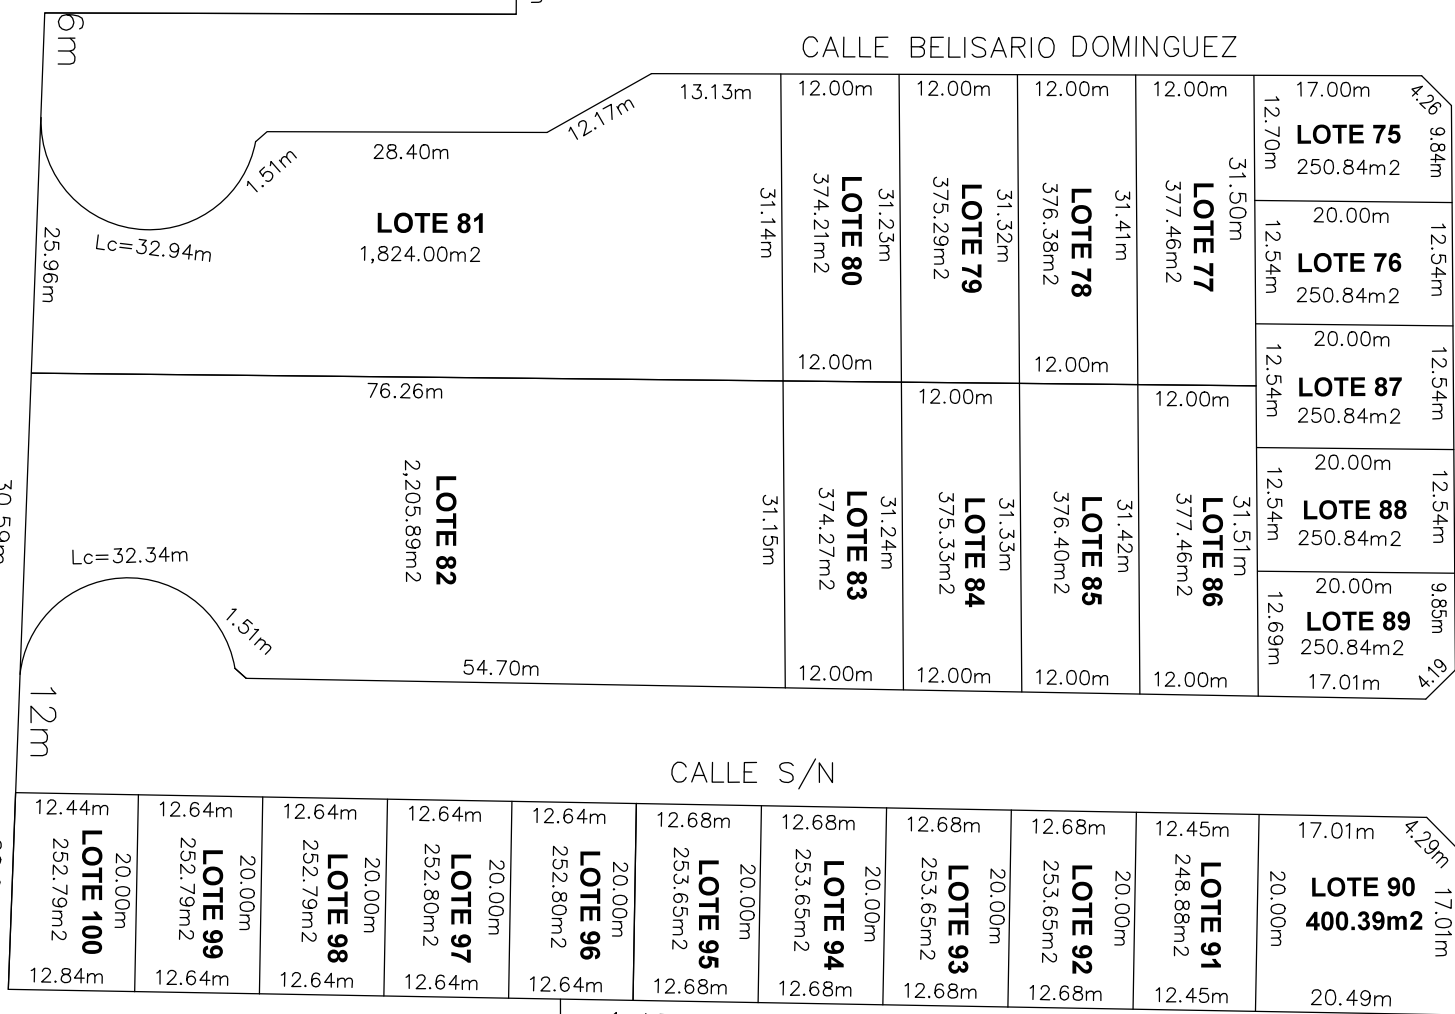 6m
CALLE BELISARIO DOMINGUEZ
13.13m
12.00m
12.00m
12.00m
12.00m
17.00m
4.26
12.17m
28.40m
1.51m
Lc=32.94m
25.96m
LOTE 81
1,824.00m2
31.14m
LOTE 80
374.21m2
31.23m
12.00m
LOTE 79
375.29m2
31.32m
LOTE 78
376.38m2
31.41m
12.00m
LOTE 77
377.46m2
31.50m
12.70m
LOTE 75
250.84m2
9.84m
20.00m
12.54m
LOTE 76
250.84m2
12.54m
20.00m
12.54m
LOTE 87
250.84m2
12.54m
20.00m
12.54m
LOTE 88
250.84m2
12.54m
20.00m
12.69m
LOTE 89
250.84m2
9.85m
4.19
17.01m
76.26m
LOTE 82
2,205.89m2
30.59m
Lc=32.34m
1.51m
54.70m
31.15m
LOTE 83
374.27m2
31.24m
12.00m
12.00m
LOTE 84
375.33m2
31.33m
12.00m
LOTE 85
376.40m2
31.42m
12.00m
12.00m
LOTE 86
377.46m2
31.51m
12.00m
12m
CALLE S/N
12.44m
LOTE 100
252.79m2
20.00m
12.84m
12.64m
LOTE 99
252.79m2
20.00m
12.64m
12.64m
LOTE 98
252.79m2
20.00m
12.64m
12.64m
LOTE 97
252.80m2
20.00m
12.64m
12.64m
LOTE 96
252.80m2
20.00m
12.64m
12.68m
LOTE 95
253.65m2
20.00m
12.68m
12.68m
LOTE 94
253.65m2
20.00m
12.68m
12.68m
LOTE 93
253.65m2
20.00m
12.68m
12.68m
LOTE 92
253.65m2
20.00m
12.68m
12.45m
LOTE 91
248.88m2
12.45m
17.01m
4.29m
20.00m
LOTE 90
400.39m2
17.01m
20.49m